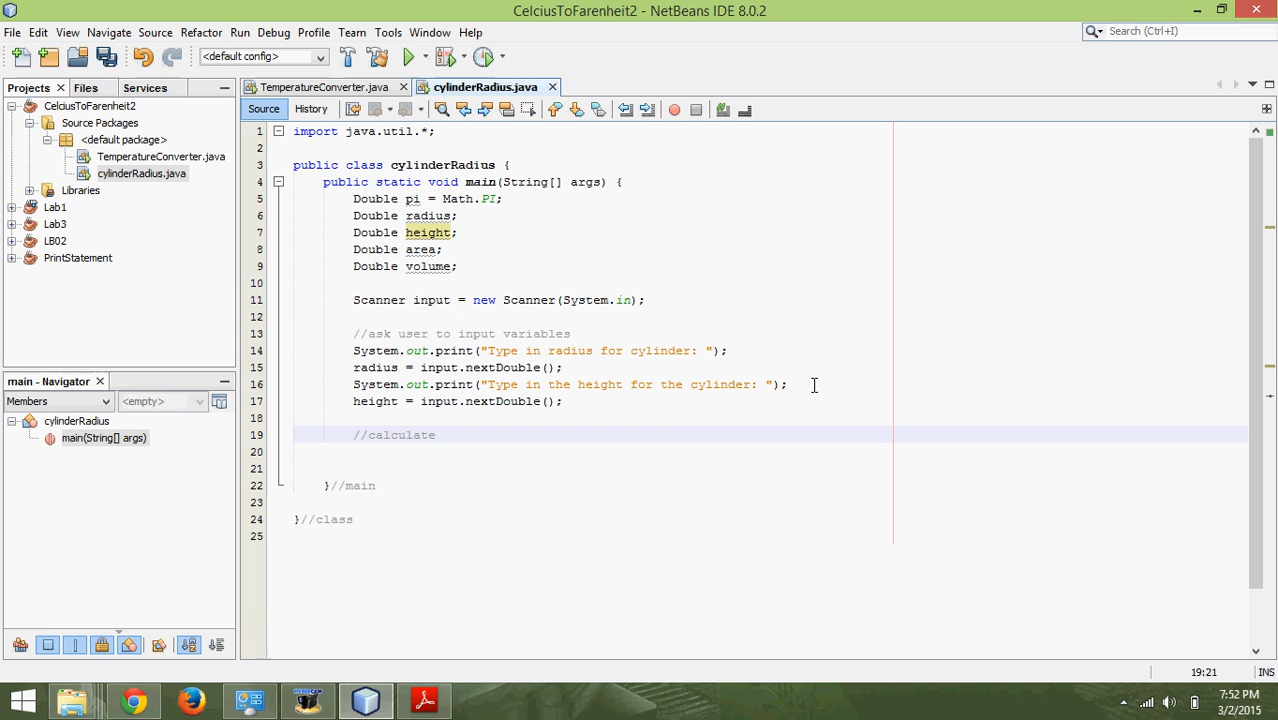 CelciusToFarenheit2 - NetBeans IDE 8.0.2
File Edit View Navigate Source Refactor Run Debug Profile Team Tools Window Help
Search (Ctrl+I)
<default config>
Projects Files Services
TemperatureConverter.java cylinderRadius.java
CelciusToFarenheit2
Source Packages
<default package>
TemperatureConverter.java
cylinderRadius.java
Libraries
Lab1
Lab3
LB02
PrintStatement
main - Navigator
Members <empty>
cylinderRadius
main(String[] args)
Source History
1 import java.util.*;
2
3 public class cylinderRadius {
4 public static void main(String[] args) {
5 Double pi = Math.PI;
6 Double radius;
7 Double height;
8 Double area;
9 Double volume;
10
11 Scanner input = new Scanner(System.in);
12
13 //ask user to input variables
14 System.out.print("Type in radius for cylinder: ");
15 radius = input.nextDouble();
16 System.out.print("Type in the height for the cylinder: ");
17 height = input.nextDouble();
18
19 //calculate
20
21
22 }//main
23
24 }//class
25
19:21 INS
7:52 PM
3/2/2015